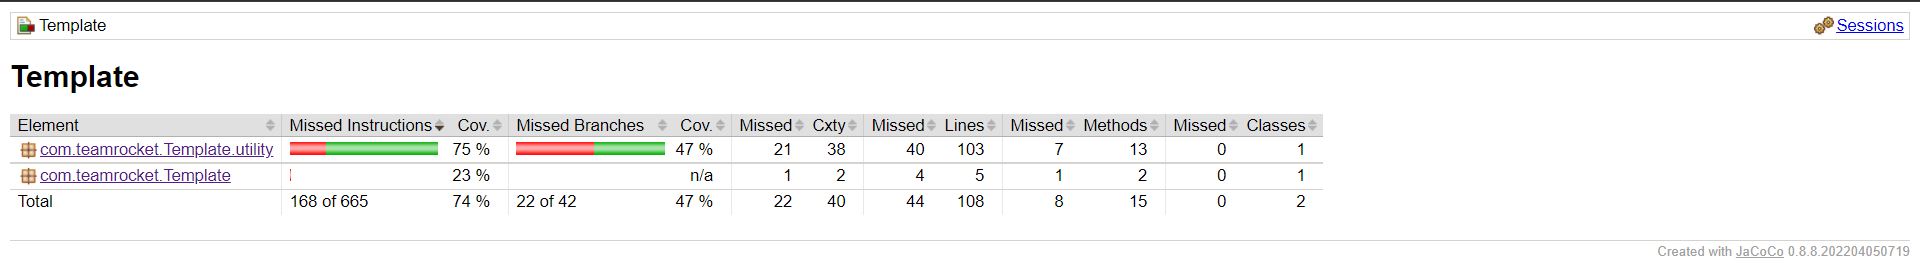 Template Sessions
Template
Element Missed Instructions Cov. Missed Branches Cov. Missed Cxty Missed Lines Missed Methods Missed Classes
com.teamrocket.Template.utility 75 % 47 % 21 38 40 103 7 13 0 1
com.teamrocket.Template 23 % n/a 1 2 4 5 1 2 0 1
Total 168 of 665 74 % 22 of 42 47 % 22 40 44 108 8 15 0 2
Created with JaCoCo 0.8.8.202204050719